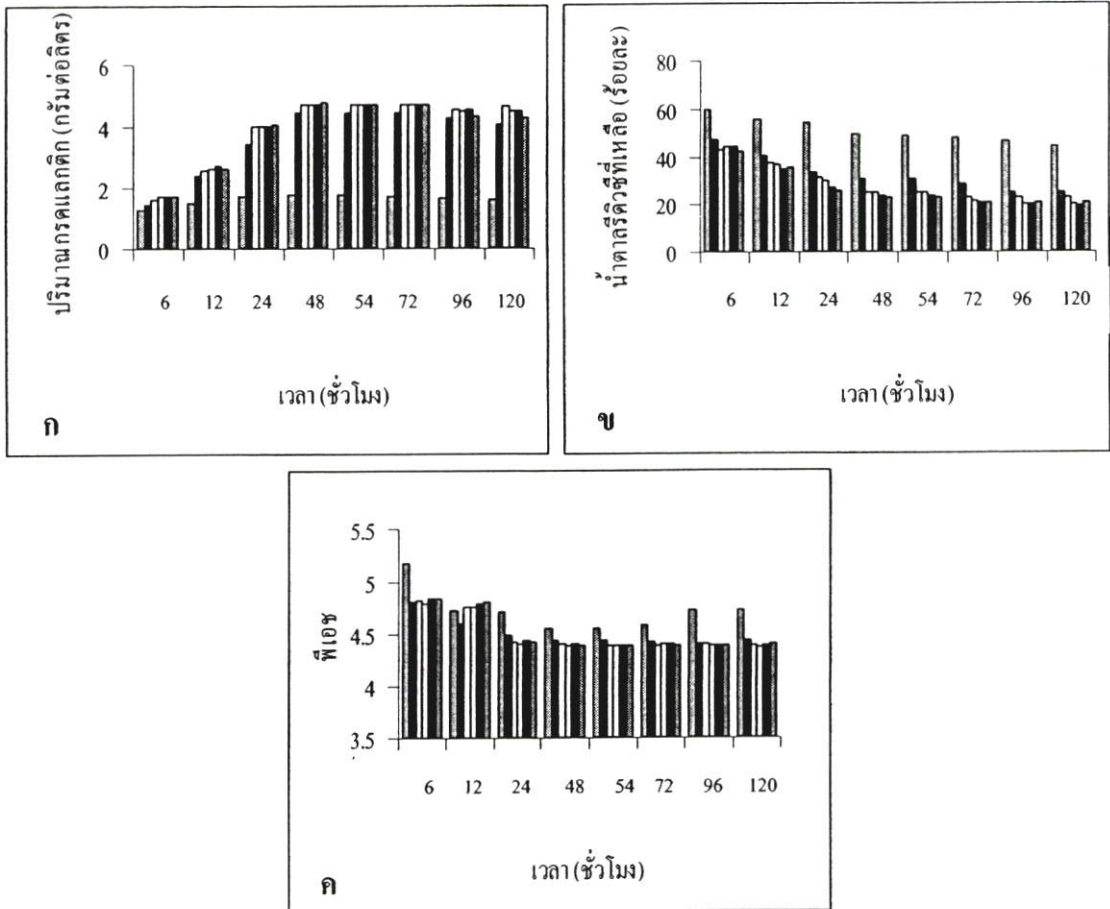 ปริมาณกรดแลกติก (กรัมต่อลิตร)
6
4
2
0
6 12 24 48 54 72 96 120
เวลา (ชั่วโมง)
ก
น้ำตาลรีดิวซ์ที่เหลือ (ร้อยละ)
80
60
40
20
0
6 12 24 48 54 72 96 120
เวลา (ชั่วโมง)
ข
พีเอช
5.5
5
4.5
4
3.5
6 12 24 48 54 72 96 120
เวลา (ชั่วโมง)
ค